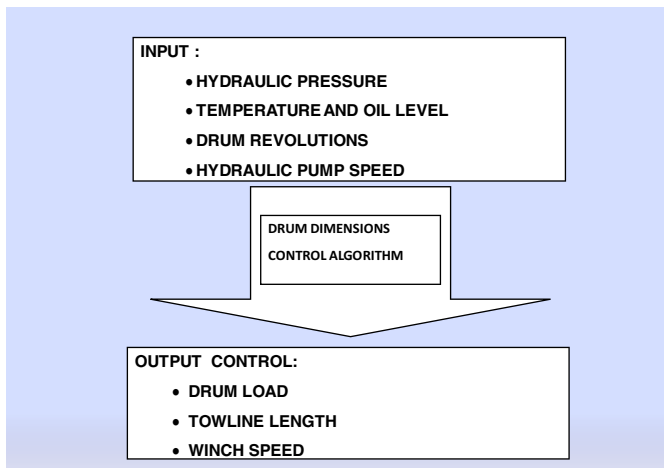 INPUT :
• HYDRAULIC PRESSURE
• TEMPERATURE AND OIL LEVEL
• DRUM REVOLUTIONS
• HYDRAULIC PUMP SPEED
DRUM DIMENSIONS
CONTROL ALGORITHM
OUTPUT CONTROL:
• DRUM LOAD
• TOWLINE LENGTH
• WINCH SPEED